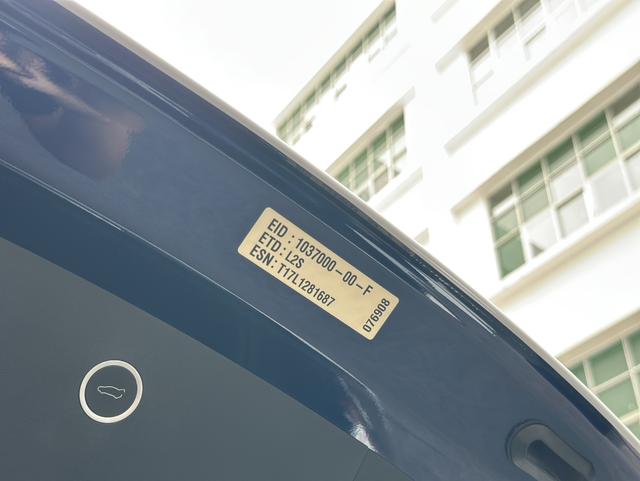 EID : 1037000-00-F
ETD : L2S
ESN: T17L1281687
076908